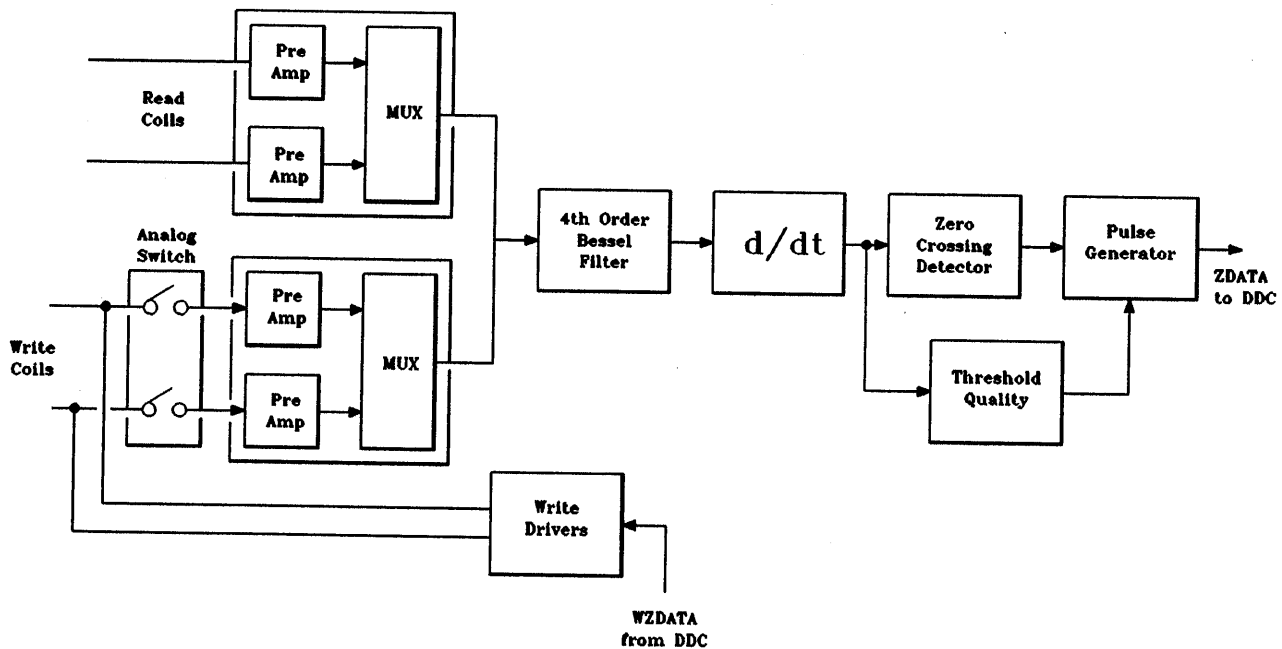 Pre
Amp
Read
Coils
MUX
Pre
Amp
4th Order
Bessel
Filter
d/dt
Zero
Crossing
Detector
Pulse
Generator
ZDATA
to DDC
Analog
Switch
Pre
Amp
Write
Coils
MUX
Pre
Amp
Threshold
Quality
Write
Drivers
WZDATA
from DDC